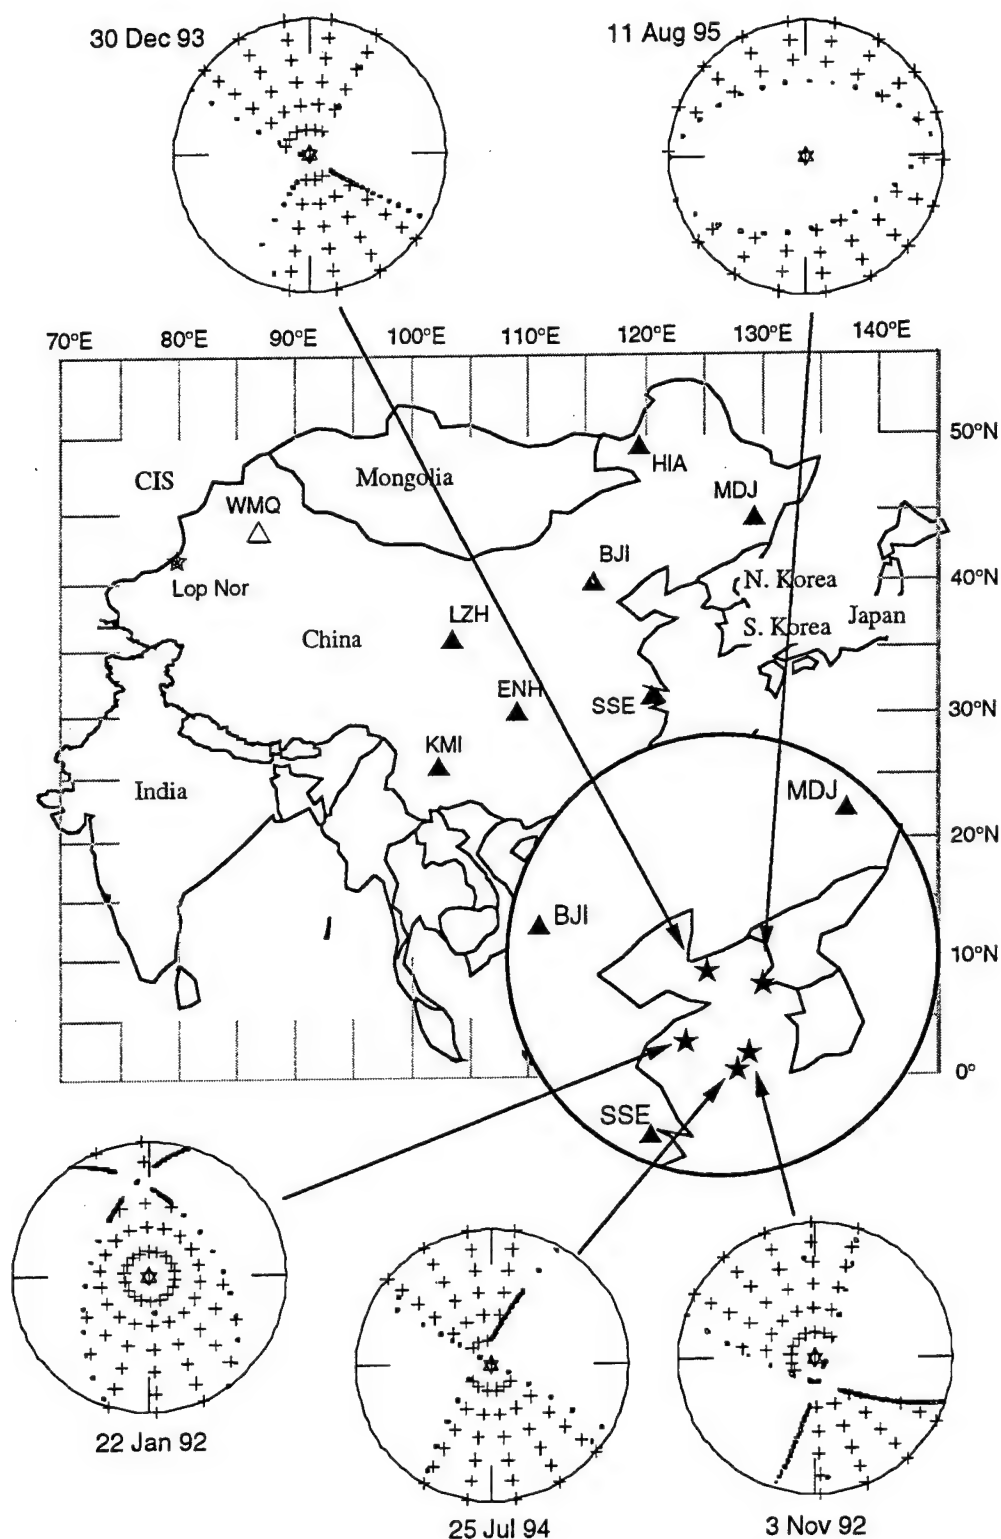 30 Dec 93
11 Aug 95
70°E 80°E 90°E 100°E 110°E 120°E 130°E 140°E
50°N
CIS
Mongolia
HIA
WMQ
MDJ
BJI
40°N
Lop Nor
N. Korea
LZH
Japan
China
S. Korea
ENH
SSE
30°N
KMI
India
MDJ
20°N
BJI
10°N
0°
SSE
22 Jan 92
25 Jul 94
3 Nov 92